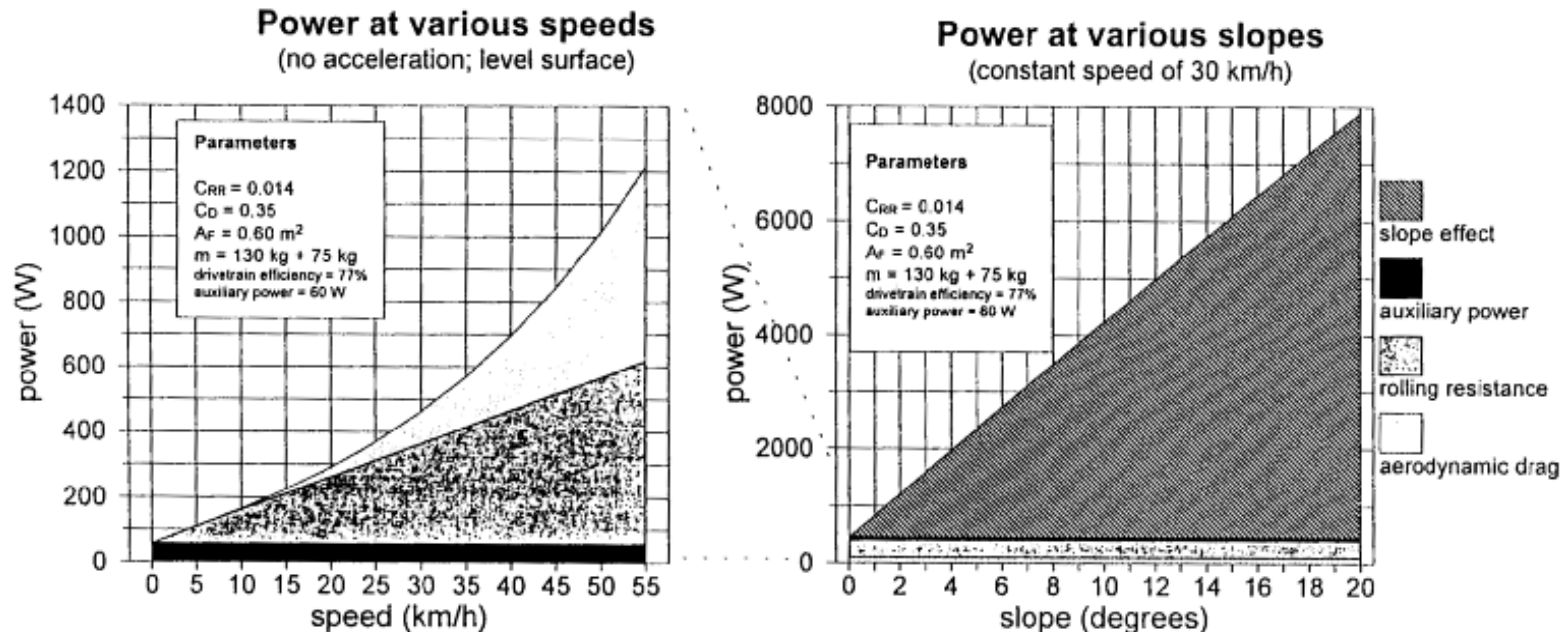 Power at various speeds
(no acceleration; level surface)
1400
1200
1000
800
600
400
200
0
power (W)
Parameters
CRR = 0.014
CD = 0.35
AF = 0.60 m²
m = 130 kg + 75 kg
drivetrain efficiency = 77%
auxiliary power = 60 W
0 5 10 15 20 25 30 35 40 45 50 55
speed (km/h)
Power at various slopes
(constant speed of 30 km/h)
8000
6000
4000
2000
0
power (W)
Parameters
CRR = 0.014
CD = 0.35
AF = 0.60 m²
m = 130 kg + 75 kg
drivetrain efficiency = 77%
auxiliary power = 60 W
0 2 4 6 8 10 12 14 16 18 20
slope (degrees)
slope effect
auxiliary power
rolling resistance
aerodynamic drag